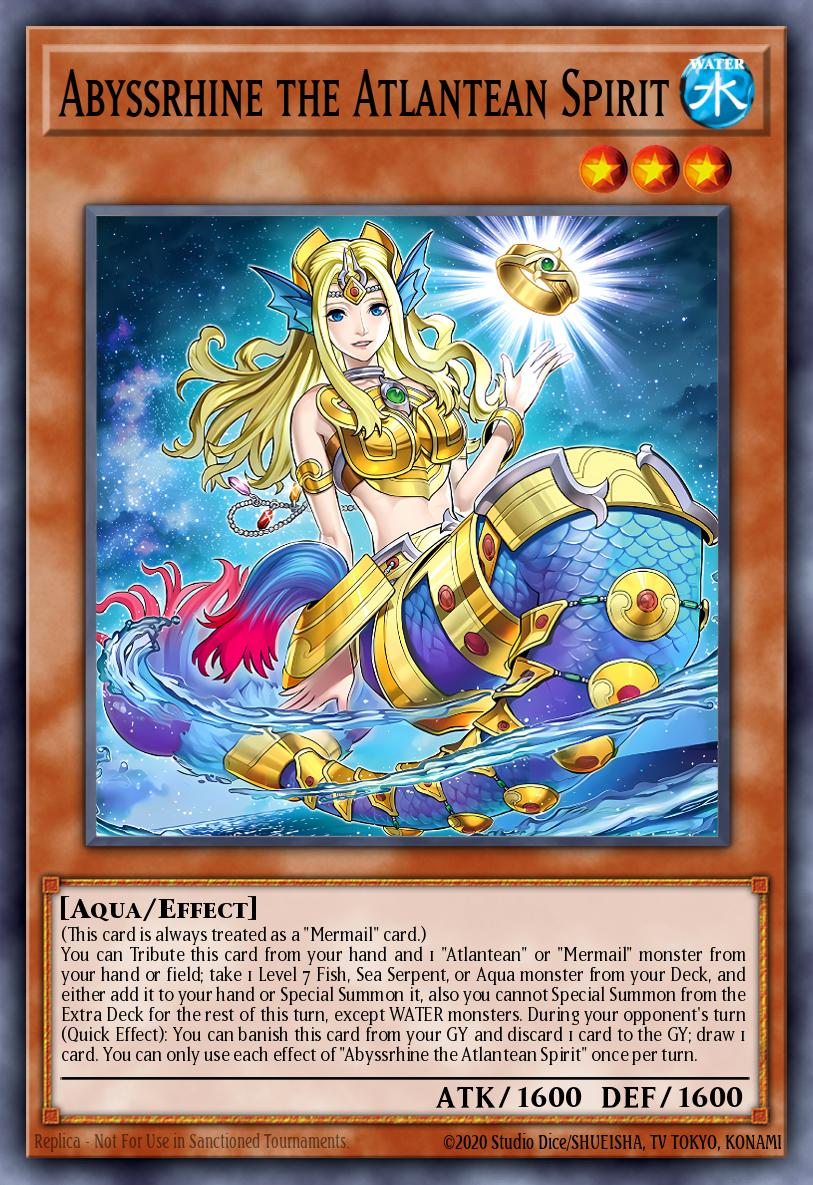 Abyssrhine the Atlantean Spirit
WATER
水
[Aqua/Effect]
(This card is always treated as a "Mermail" card.)
You can Tribute this card from your hand and 1 "Atlantean" or "Mermail" monster from
your hand or field; take 1 Level 7 Fish, Sea Serpent, or Aqua monster from your Deck, and
either add it to your hand or Special Summon it, also you cannot Special Summon from the
Extra Deck for the rest of this turn, except WATER monsters. During your opponent's turn
(Quick Effect): You can banish this card from your GY and discard 1 card to the GY; draw 1
card. You can only use each effect of "Abyssrhine the Atlantean Spirit" once per turn.
ATK/1600 DEF/1600
Replica - Not For Use in Sanctioned Tournaments.
©2020 Studio Dice/SHUEISHA, TV TOKYO, KONAMI